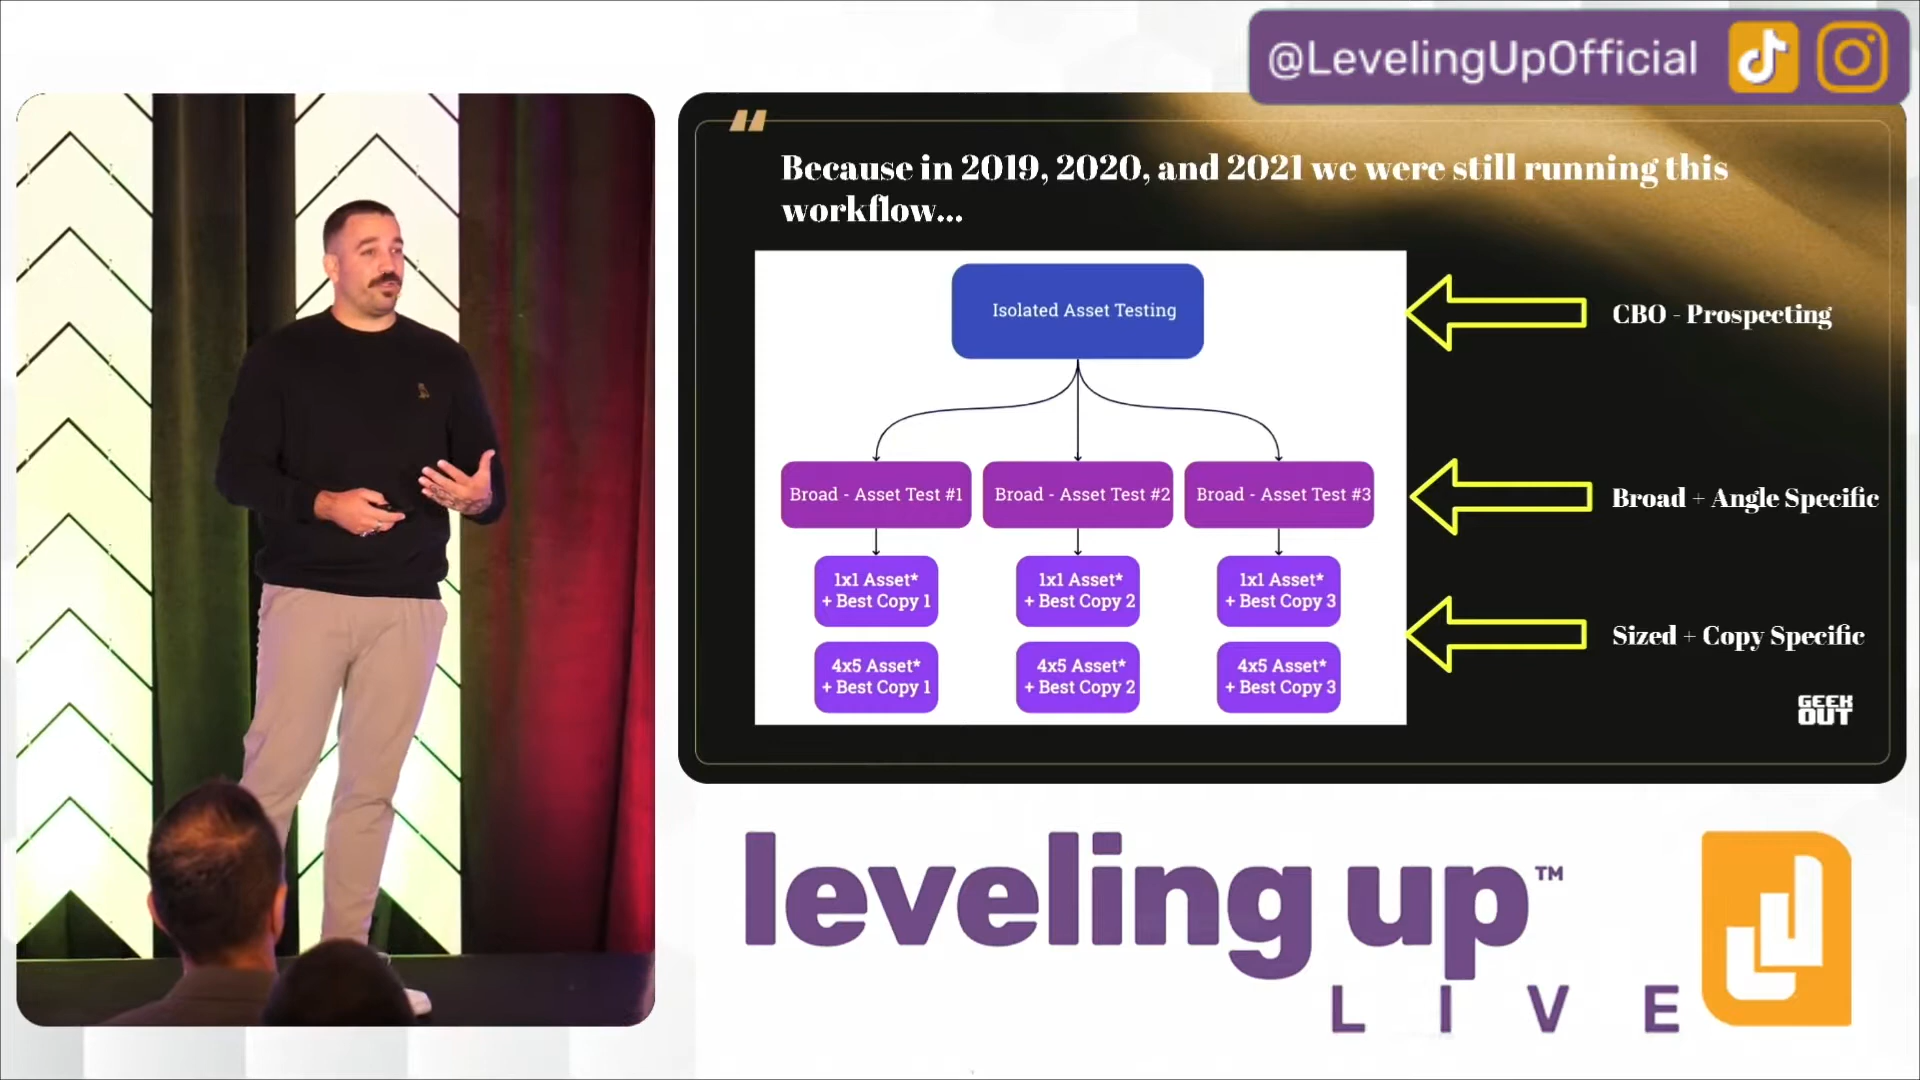 @LevelingUpOfficial
Because in 2019, 2020, and 2021 we were still running this
workflow...
Isolated Asset Testing
CBO - Prospecting
Broad - Asset Test #1
Broad - Asset Test #2
Broad - Asset Test #3
Broad + Angle Specific
1x1 Asset*
+ Best Copy 1
1x1 Asset*
+ Best Copy 2
1x1 Asset*
+ Best Copy 3
Sized + Copy Specific
4x5 Asset*
+ Best Copy 1
4x5 Asset*
+ Best Copy 2
4x5 Asset*
+ Best Copy 3
GEEK
OUT
leveling up™
LIVE